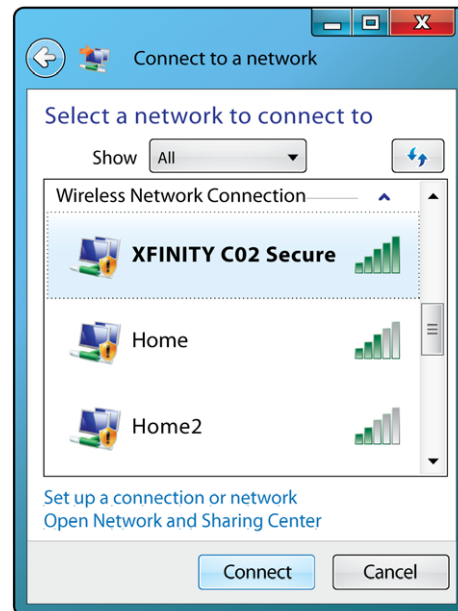 X
Connect to a network
Select a network to connect to
Show All
Wireless Network Connection
XFINITY C02 Secure
Home
Home2
Set up a connection or network
Open Network and Sharing Center
Connect Cancel